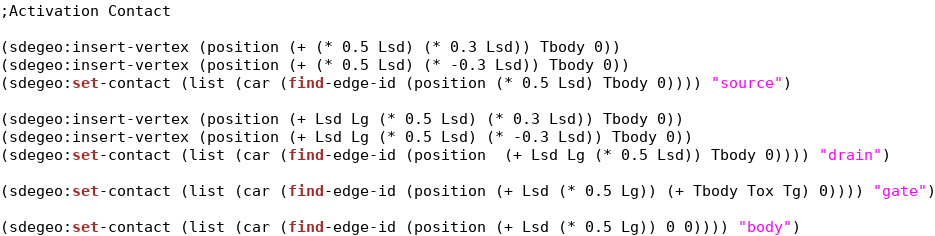 ;Activation Contact
(sdegeo:insert-vertex (position (+ (* 0.5 Lsd) (* 0.3 Lsd)) Tbody 0))
(sdegeo:insert-vertex (position (+ (* 0.5 Lsd) (* -0.3 Lsd)) Tbody 0))
(sdegeo:set-contact (list (car (find-edge-id (position (* 0.5 Lsd) Tbody 0)))) "source")
(sdegeo:insert-vertex (position (+ Lsd Lg (* 0.5 Lsd) (* 0.3 Lsd)) Tbody 0))
(sdegeo:insert-vertex (position (+ Lsd Lg (* 0.5 Lsd) (* -0.3 Lsd)) Tbody 0))
(sdegeo:set-contact (list (car (find-edge-id (position  (+ Lsd Lg (* 0.5 Lsd)) Tbody 0)))) "drain")
(sdegeo:set-contact (list (car (find-edge-id (position (+ Lsd (* 0.5 Lg)) (+ Tbody Tox Tg) 0)))) "gate")
(sdegeo:set-contact (list (car (find-edge-id (position (+ Lsd (* 0.5 Lg)) 0 0)))) "body")